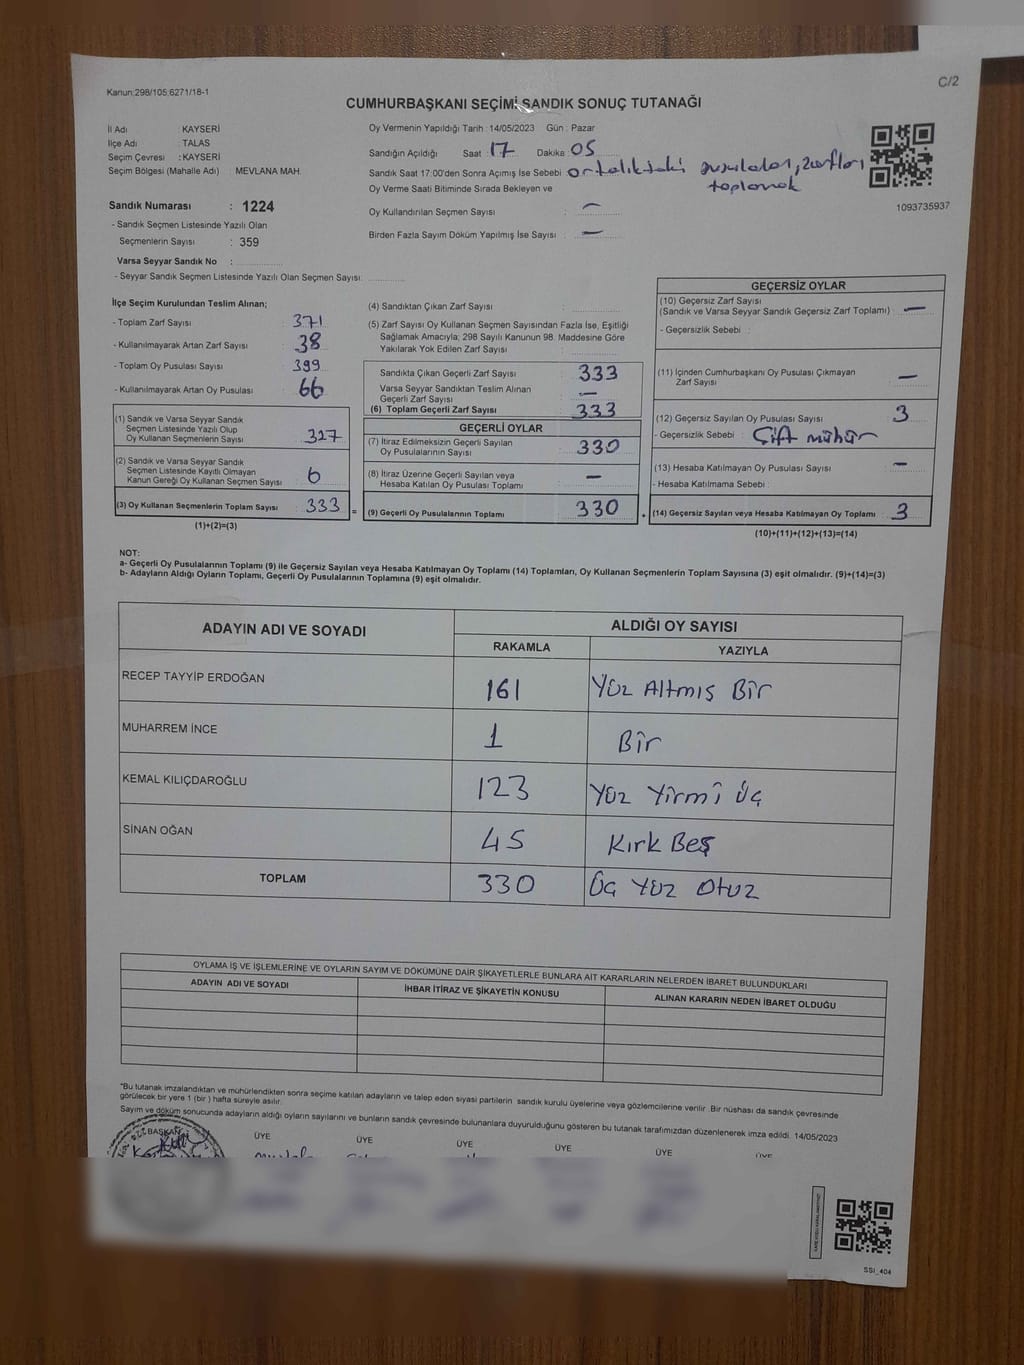 C/2
Kanun:298/105;6271/18-1
CUMHURBAŞKANI SEÇİMİ SANDIK SONUÇ TUTANAĞI
İl Adı KAYSERİ
İlçe Adı : TALAS
Seçim Çevresi : KAYSERİ
Seçim Bölgesi (Mahalle Adı) : MEVLANA MAH.
Sandık Numarası : 1224
- Sandık Seçmen Listesinde Yazılı Olan
Seçmenlerin Sayısı : 359
Varsa Seyyar Sandık No :
- Seyyar Sandık Seçmen Listesinde Yazılı Olan Seçmen Sayısı:
Oy Vermenin Yapıldığı Tarih : 14/05/2023 Gün : Pazar
Sandığın Açıldığı Saat : 17 Dakika : 05
Sandık Saat 17:00'den Sonra Açımış İse Sebebi : ortalıktaki pusulaları, zarfları
toplamak
Oy Verme Saati Bitiminde Sırada Bekleyen ve
Oy Kullandırılan Seçmen Sayısı : -
Birden Fazla Sayım Döküm Yapılmış İse Sayısı : -
1093735937
İlçe Seçim Kurulundan Teslim Alınan;
- Toplam Zarf Sayısı : 371
- Kullanılmayarak Artan Zarf Sayısı : 38
- Toplam Oy Pusulası Sayısı : 399
- Kullanılmayarak Artan Oy Pusulası : 66
(1) Sandık ve Varsa Seyyar Sandık
Seçmen Listesinde Yazılı Olup
Oy Kullanan Seçmenlerin Sayısı : 327
(2) Sandık ve Varsa Seyyar Sandık
Seçmen Listesinde Kayıtlı Olmayan
Kanun Gereği Oy Kullanan Seçmen Sayısı : 6
(3) Oy Kullanan Seçmenlerin Toplam Sayısı : 333 =
(1)+(2)=(3)
(4) Sandıktan Çıkan Zarf Sayısı :
(5) Zarf Sayısı Oy Kullanan Seçmen Sayısından Fazla İse, Eşitliği
Sağlamak Amacıyla; 298 Sayılı Kanunun 98. Maddesine Göre
Yakılarak Yok Edilen Zarf Sayısı :
Sandıkta Çıkan Geçerli Zarf Sayısı : 333
Varsa Seyyar Sandıktan Teslim Alınan
Geçerli Zarf Sayısı : -
(6) Toplam Geçerli Zarf Sayısı : 333
GEÇERLİ OYLAR
(7) İtiraz Edilmeksizin Geçerli Sayılan
Oy Pusulalarının Sayısı : 330
(8) İtiraz Üzerine Geçerli Sayılan veya
Hesaba Katılan Oy Pusulası Toplamı : -
(9) Geçerli Oy Pusulalarının Toplamı : 330 +
GEÇERSİZ OYLAR
(10) Geçersiz Zarf Sayısı
(Sandık ve Varsa Seyyar Sandık Geçersiz Zarf Toplamı) : -
- Geçersizlik Sebebi :
(11) İçinden Cumhurbaşkanı Oy Pusulası Çıkmayan
Zarf Sayısı : -
(12) Geçersiz Sayılan Oy Pusulası Sayısı : 3
- Geçersizlik Sebebi : Çift mühür
(13) Hesaba Katılmayan Oy Pusulası Sayısı : -
- Hesaba Katılmama Sebebi :
(14) Geçersiz Sayılan veya Hesaba Katılmayan Oy Toplamı : 3
(10)+(11)+(12)+(13)=(14)
NOT:
a- Geçerli Oy Pusulalarının Toplamı (9) ile Geçersiz Sayılan veya Hesaba Katılmayan Oy Toplamı (14) Toplamları, Oy Kullanan Seçmenlerin Toplam Sayısına (3) eşit olmalıdır. (9)+(14)=(3)
b- Adayların Aldığı Oyların Toplamı, Geçerli Oy Pusulalarının Toplamına (9) eşit olmalıdır.
ADAYIN ADI VE SOYADI ALDIĞI OY SAYISI
RAKAMLA YAZIYLA
RECEP TAYYİP ERDOĞAN 161 Yüz Altmış Bir
MUHARREM İNCE 1 Bir
KEMAL KILIÇDAROĞLU 123 Yüz Yirmi Üç
SİNAN OĞAN 45 Kırk Beş
TOPLAM 330 Üç Yüz Otuz
OYLAMA İŞ VE İŞLEMLERİNE VE OYLARIN SAYIM VE DÖKÜMÜNE DAİR ŞİKAYETLERLE BUNLARA AİT KARARLARIN NELERDEN İBARET BULUNDUKLARI
ADAYIN ADI VE SOYADI İHBAR İTİRAZ VE ŞİKAYETİN KONUSU ALINAN KARARIN NEDEN İBARET OLDUĞU
*Bu tutanak imzalandıktan ve mühürlendikten sonra seçime katılan adayların ve talep eden siyasi partilerin sandık kurulu üyelerine veya gözlemcilerine verilir. Bir nüshası da sandık çevresinde
görülecek bir yere 1 (bir ) hafta süreyle asılır.
Sayım ve döküm sonucunda adayların aldığı oyların sayılarını ve bunların sandık çevresinde bulunanlara duyurulduğunu gösteren bu tutanak tarafımızdan düzenlenerek imza edildi. 14/05/2023
BAŞKAN ÜYE ÜYE ÜYE ÜYE ÜYE ÜYE
SSI_404